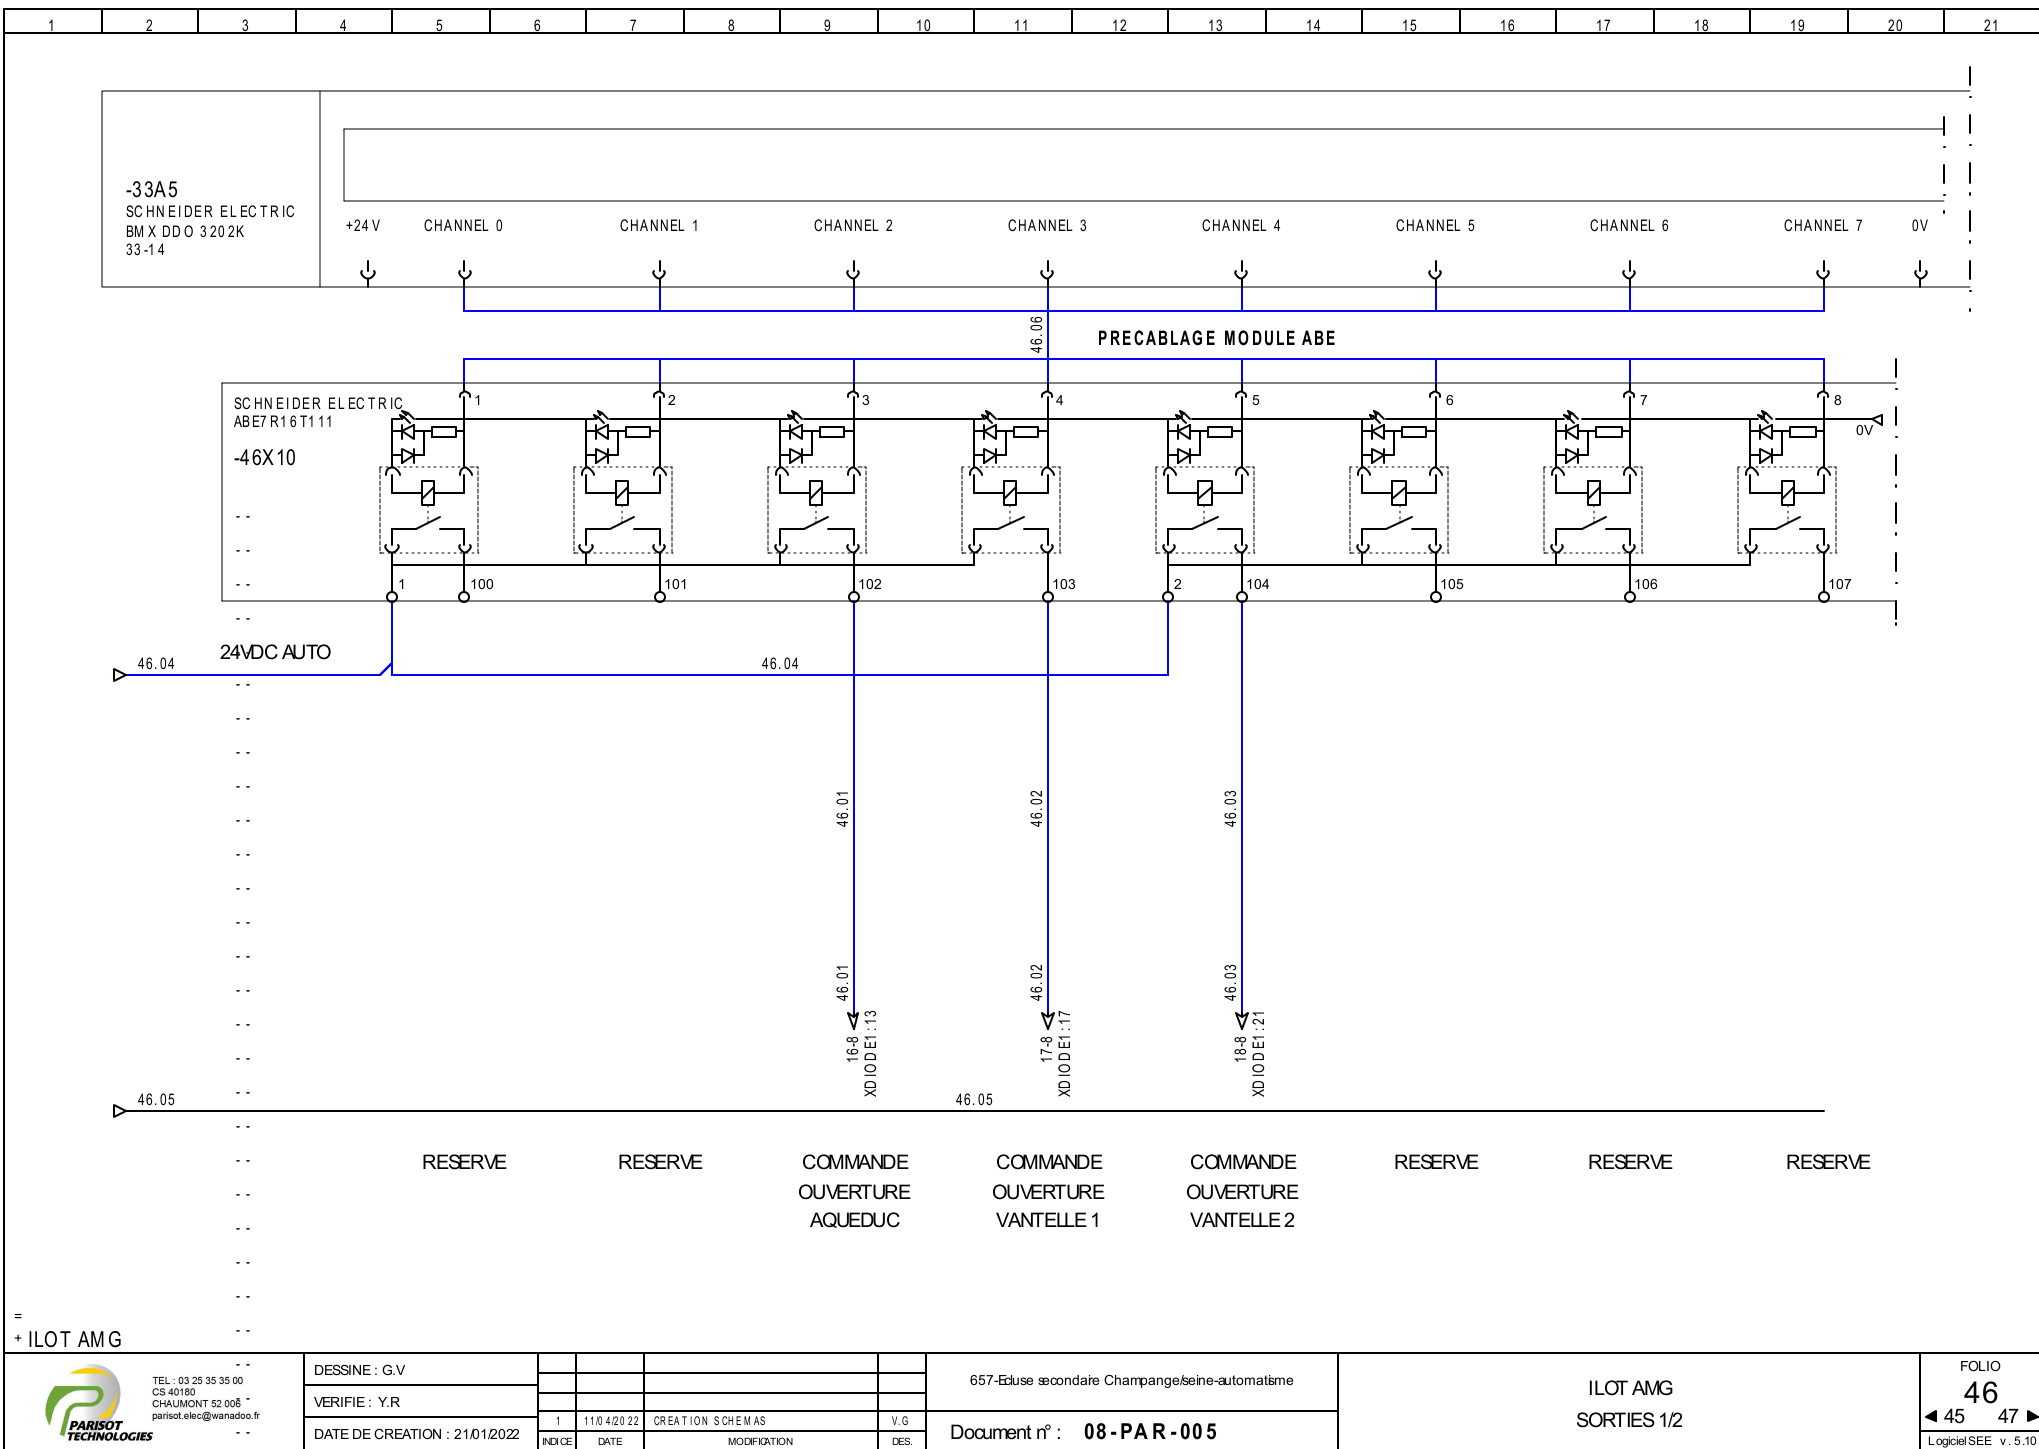 1 2 3 4 5 6 7 8 9 10 11 12 13 14 15 16 17 18 19 20 21
-33A5
SCHNEIDER ELECTRIC
BMX DDO 3202K
33-14
+24V CHANNEL 0 CHANNEL 1 CHANNEL 2 CHANNEL 3 CHANNEL 4 CHANNEL 5 CHANNEL 6 CHANNEL 7 0V
46.06
PRECABLAGE MODULE ABE
SCHNEIDER ELECTRIC
ABE7R16T111
-46X10
1 2 3 4 5 6 7 8
0V
1 100 101 102 103 2 104 105 106 107
24VDC AUTO
46.04 46.04
46.01 46.02 46.03
46.01 46.02 46.03
16-8 XDIODE1:13
17-8 XDIODE1:17
18-8 XDIODE1:21
46.05 46.05
RESERVE RESERVE COMMANDE COMMANDE COMMANDE RESERVE RESERVE RESERVE
OUVERTURE OUVERTURE OUVERTURE
AQUEDUC VANTELLE 1 VANTELLE 2
=
+ ILOT AMG
PARISOT
TECHNOLOGIES
TEL : 03 25 35 35 00
CS 40180
CHAUMONT 52 006
parisot.elec@wanadoo.fr
DESSINE : G.V
VERIFIE : Y.R
DATE DE CREATION : 21/01/2022
1 11/04/2022 CREATION SCHEMAS V.G
INDICE DATE MODIFICATION DES.
657-Ecluse secondaire Champange/seine-automatisme
Document n° : 08-PAR-005
ILOT AMG
SORTIES 1/2
FOLIO
46
45 47
Logiciel SEE v.5.10